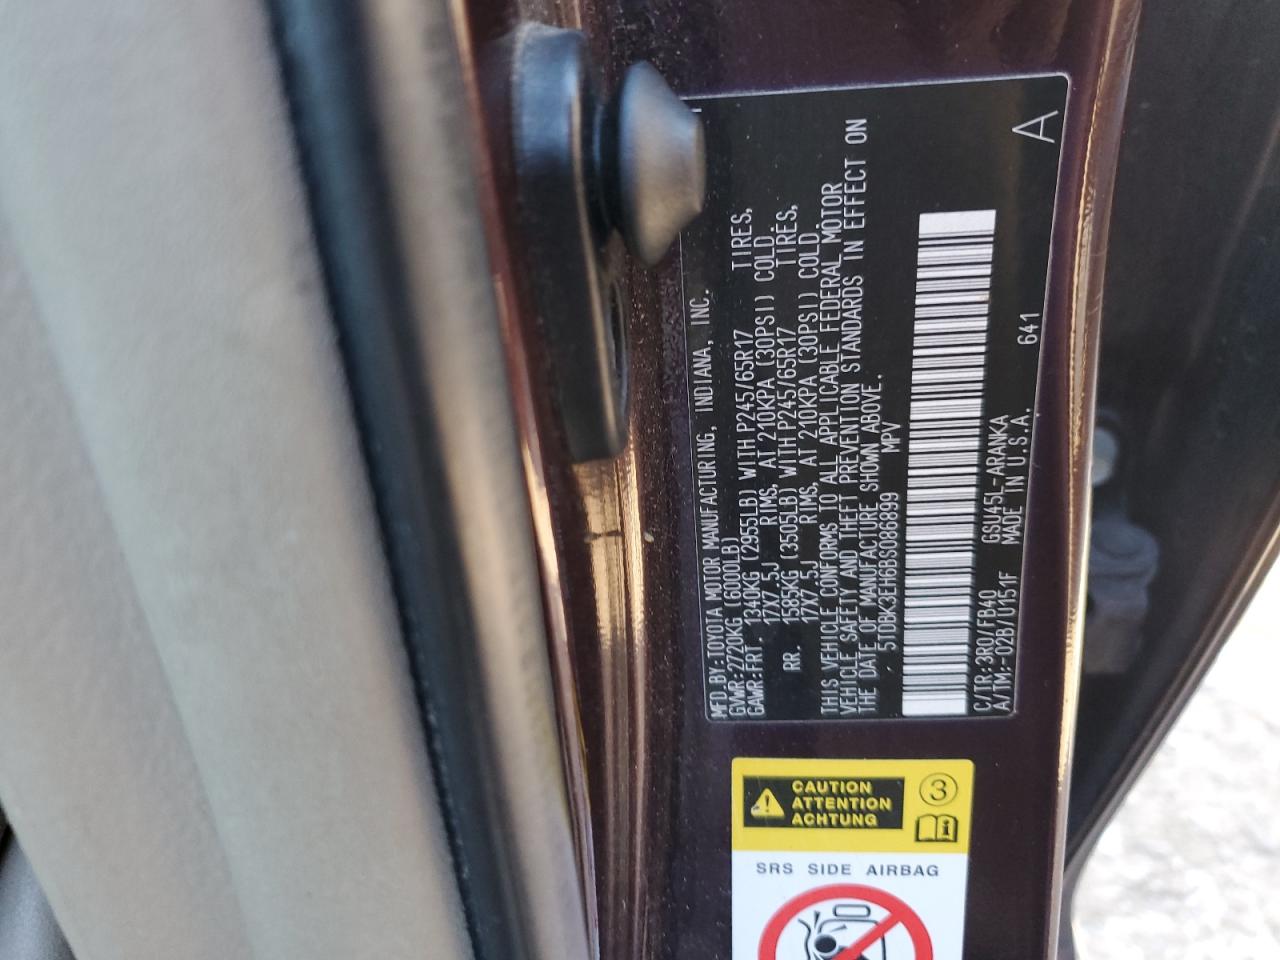 MFD.BY:TOYOTA MOTOR MANUFACTURING, INDIANA, INC.
GVWR:2720KG (6000LB)
GAWR:FRT. 1340KG (2955LB) WITH P245/65R17 TIRES,
17X7.5J RIMS, AT 210KPA (30PSI) COLD.
RR. 1585KG (3505LB) WITH P245/65R17 TIRES,
17X7.5J RIMS, AT 210KPA (30PSI) COLD
THIS VEHICLE CONFORMS TO ALL APPLICABLE FEDERAL MOTOR
VEHICLE SAFETY AND THEFT PREVENTION STANDARDS IN EFFECT ON
THE DATE OF MANUFACTURE SHOWN ABOVE.
5TDBK3EH6BS086899 MPV
C/TR:3R0/FB40 GSU45L-ARANKA 641
A/TM:-02B/U151F MADE IN U.S.A.
A
CAUTION
ATTENTION
ACHTUNG
3
SRS SIDE AIRBAG